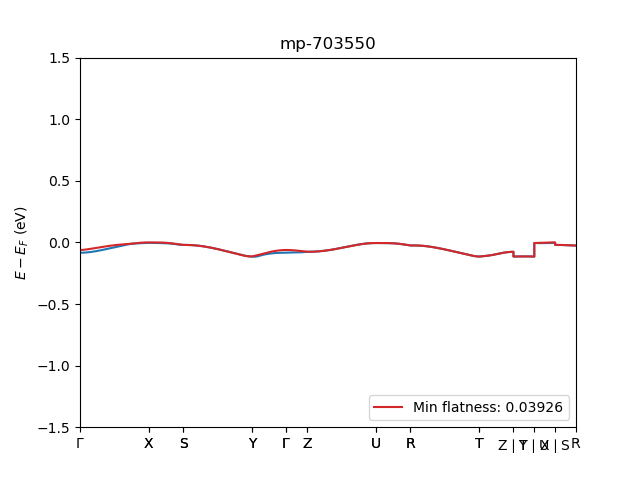 mp-703550
E − E_F (eV)
1.5
1.0
0.5
0.0
−0.5
−1.0
−1.5
Min flatness: 0.03926
Γ X S Y Γ Z U R T Z | Y | | S R